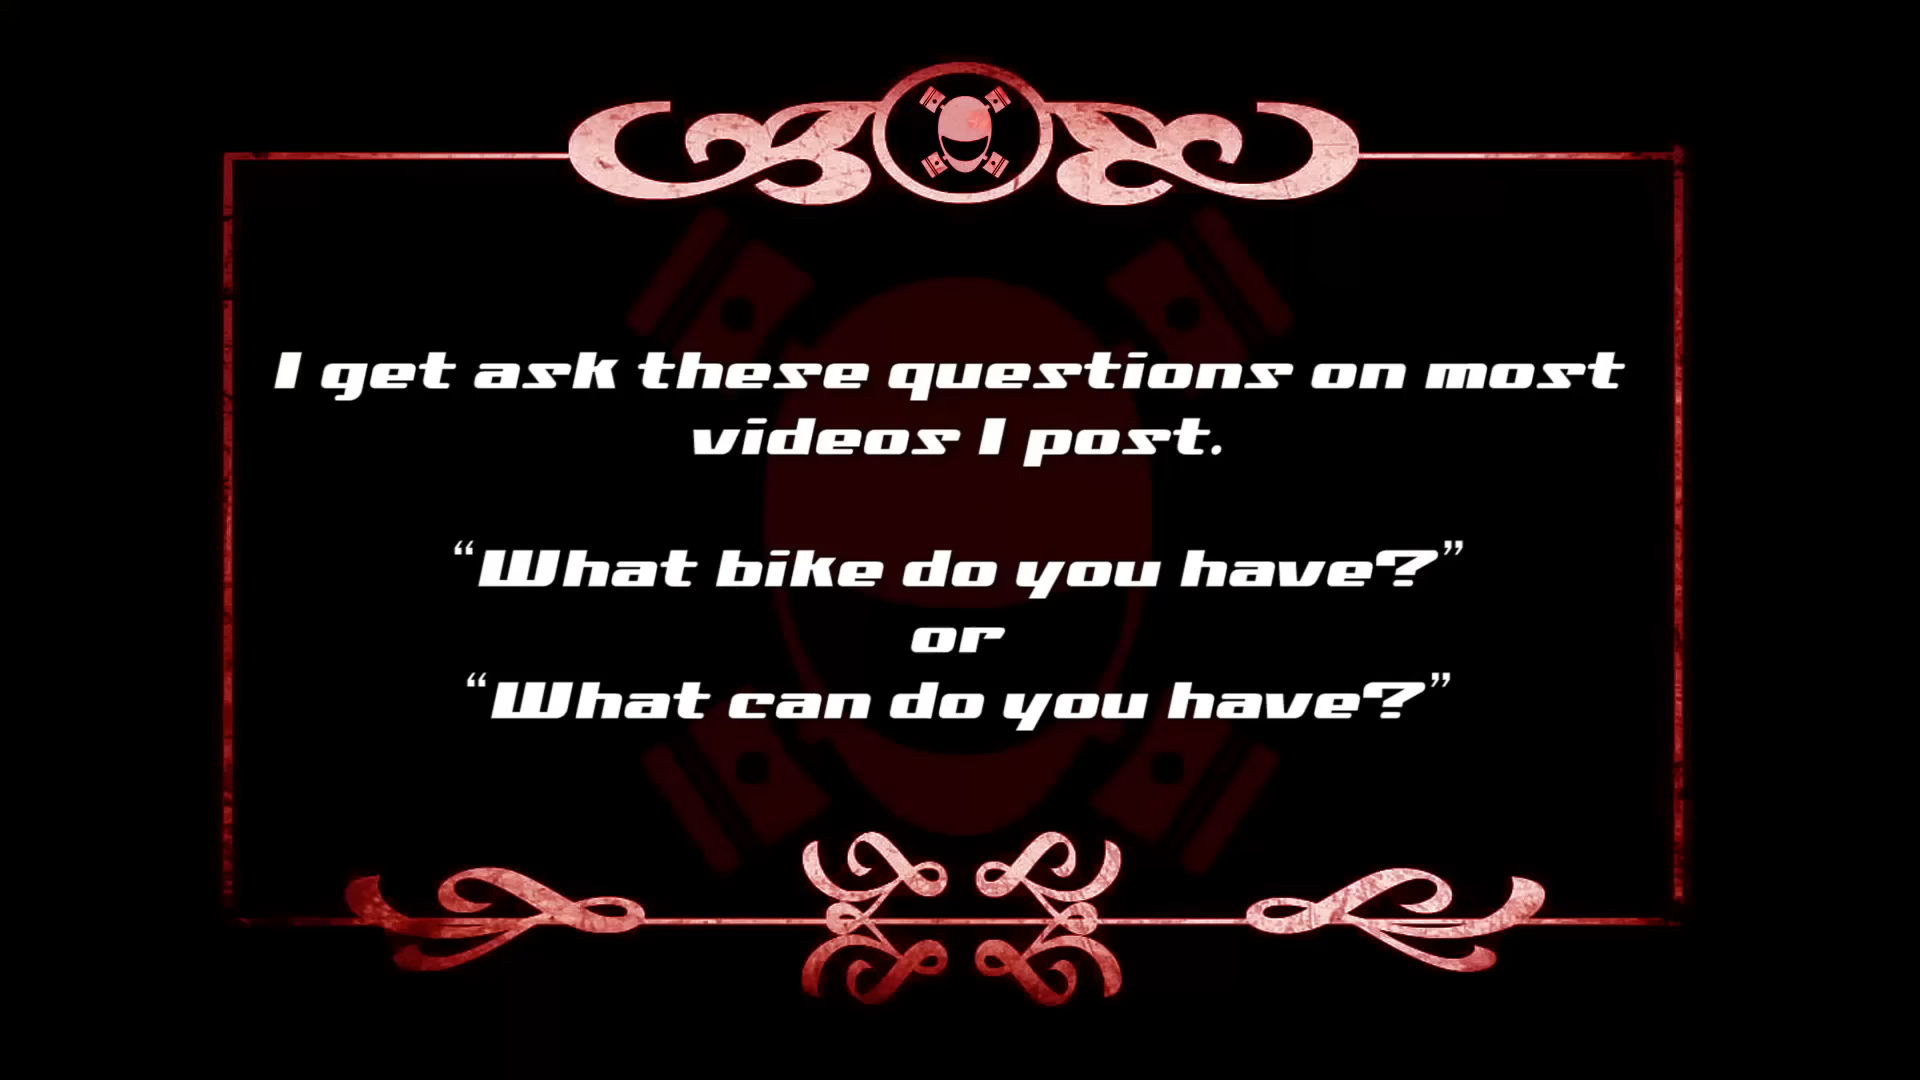 I get ask these questions on most
videos I post.
“What bike do you have?”
or
“What can do you have?”